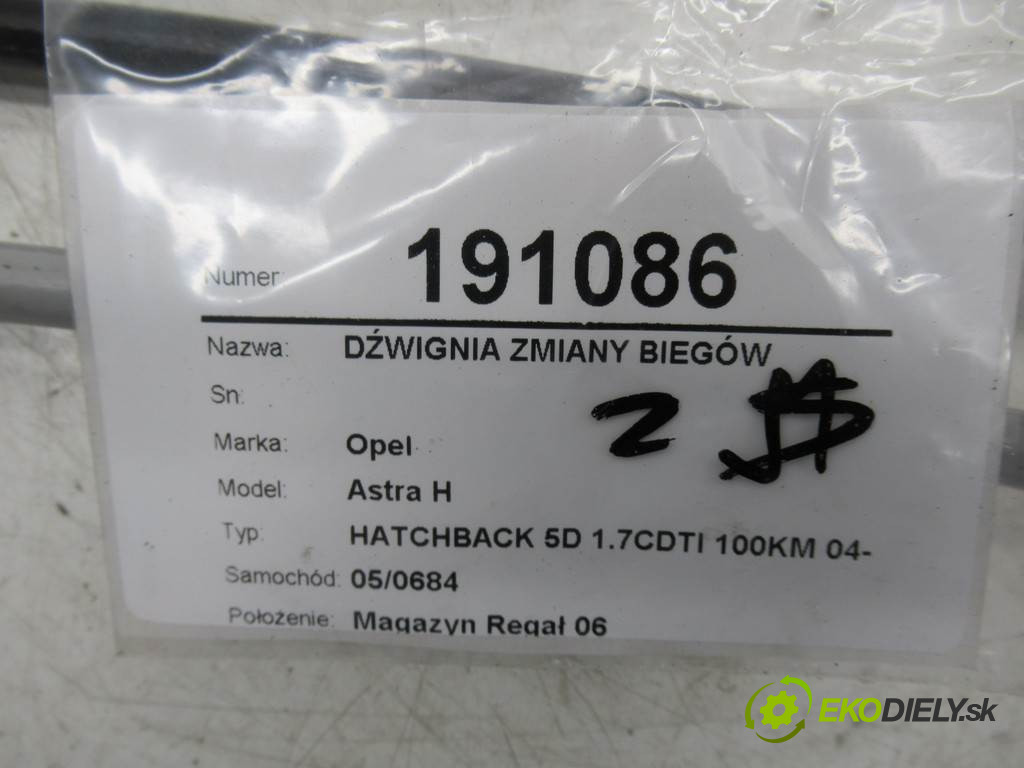 Numer: 191086
Nazwa: DŹWIGNIA ZMIANY BIEGÓW
Sn:
2
Marka: Opel
Model: Astra H
Typ: HATCHBACK 5D 1.7CDTI 100KM 04-
Samochód: 05/0684
Położenie: Magazyn Regał 06
EKODIELY.sk